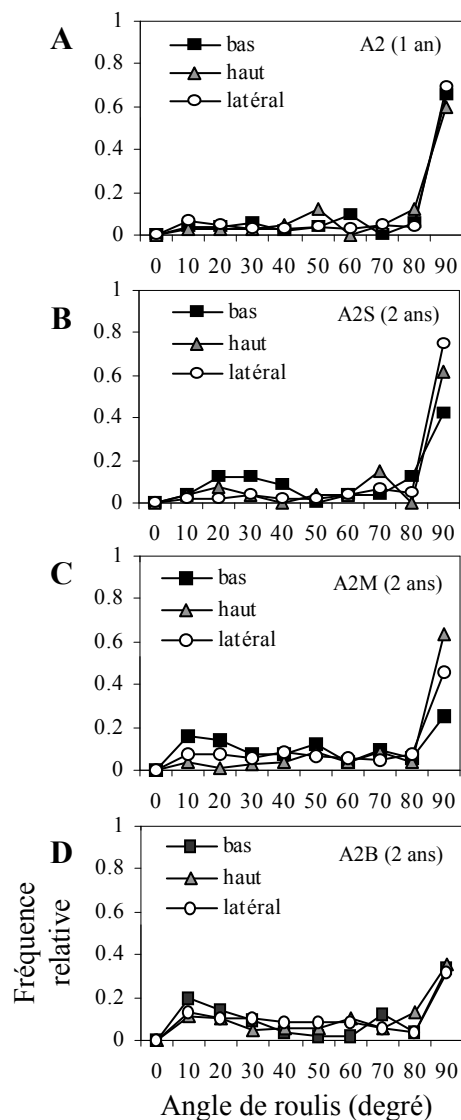 A
A2 (1 an)
bas
haut
latéral
1
0.8
0.6
0.4
0.2
0
0 10 20 30 40 50 60 70 80 90
B
A2S (2 ans)
bas
haut
latéral
1
0.8
0.6
0.4
0.2
0
0 10 20 30 40 50 60 70 80 90
C
A2M (2 ans)
bas
haut
latéral
1
0.8
0.6
0.4
0.2
0
0 10 20 30 40 50 60 70 80 90
D
A2B (2 ans)
bas
haut
latéral
1
0.8
0.6
0.4
0.2
0
0 10 20 30 40 50 60 70 80 90
Fréquence
relative
Angle de roulis (degré)